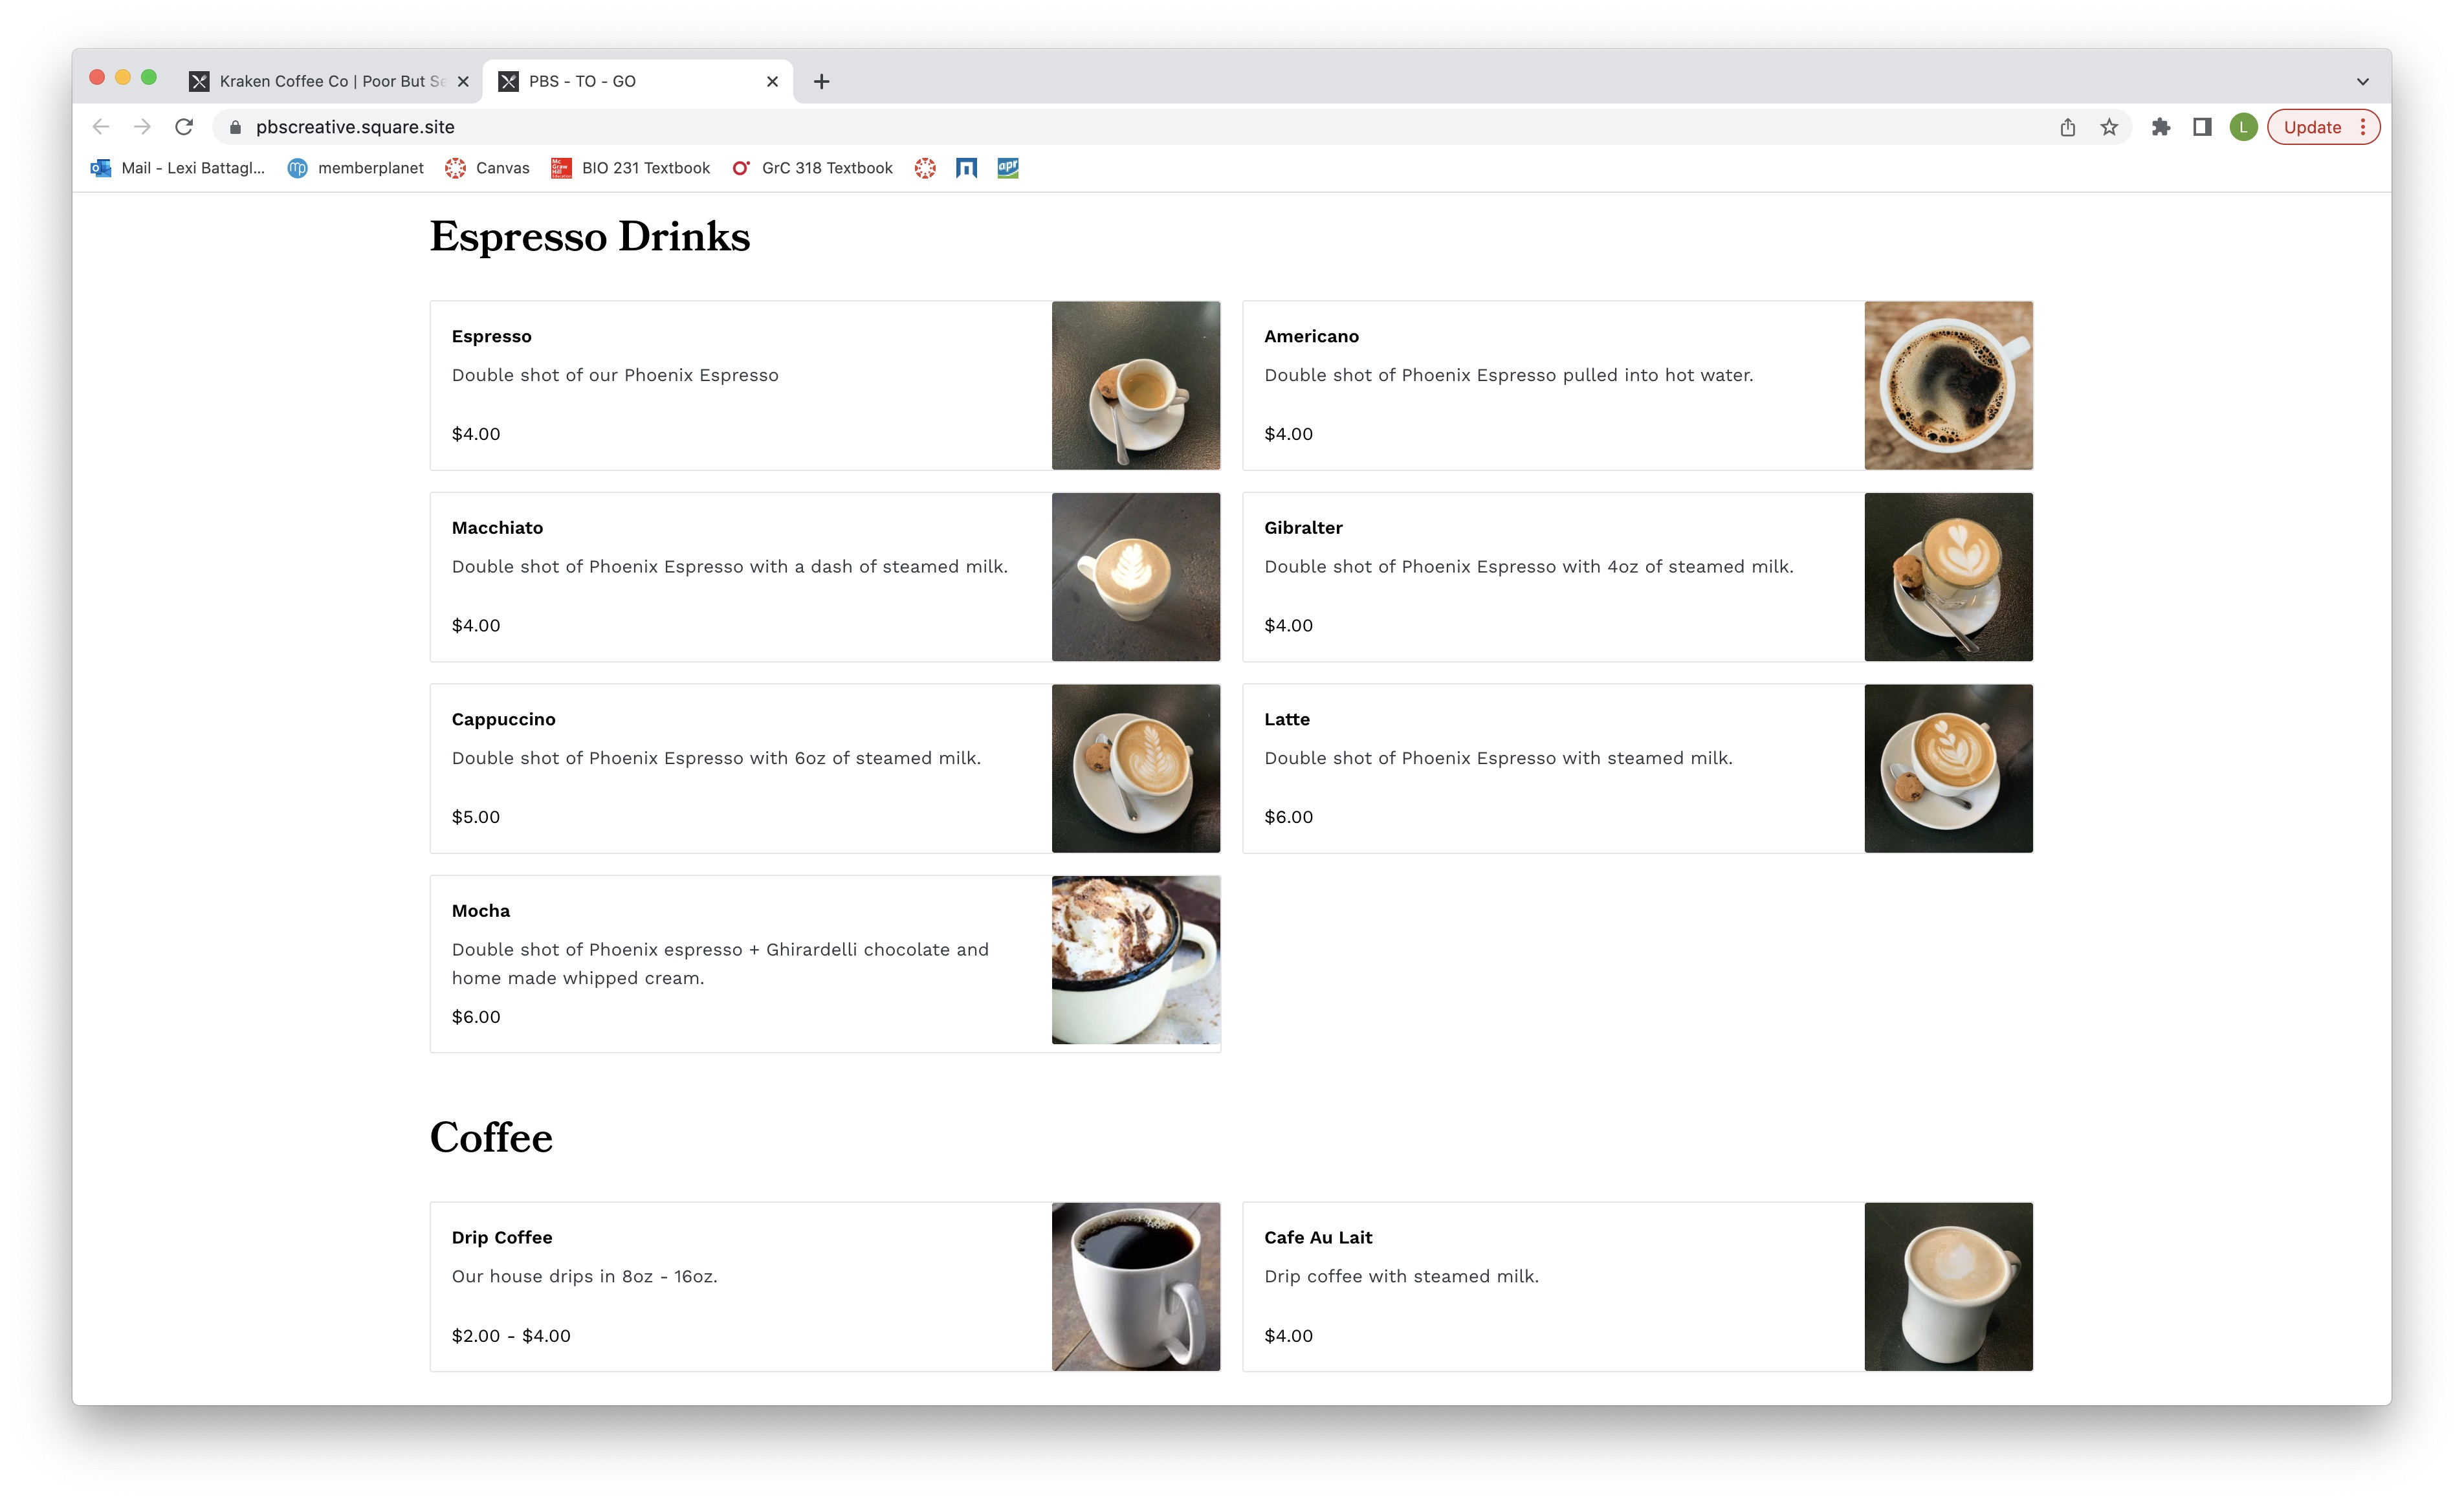 Kraken Coffee Co | Poor But Se
PBS - TO - GO
pbscreative.square.site
L
Update
Mail - Lexi Battagl...
mp
memberplanet
Canvas
Mc Graw Hill Education
BIO 231 Textbook
GrC 318 Textbook
apr
Espresso Drinks
Espresso
Double shot of our Phoenix Espresso
$4.00
Americano
Double shot of Phoenix Espresso pulled into hot water.
$4.00
Macchiato
Double shot of Phoenix Espresso with a dash of steamed milk.
$4.00
Gibralter
Double shot of Phoenix Espresso with 4oz of steamed milk.
$4.00
Cappuccino
Double shot of Phoenix Espresso with 6oz of steamed milk.
$5.00
Latte
Double shot of Phoenix Espresso with steamed milk.
$6.00
Mocha
Double shot of Phoenix espresso + Ghirardelli chocolate and
home made whipped cream.
$6.00
Coffee
Drip Coffee
Our house drips in 8oz - 16oz.
$2.00 - $4.00
Cafe Au Lait
Drip coffee with steamed milk.
$4.00